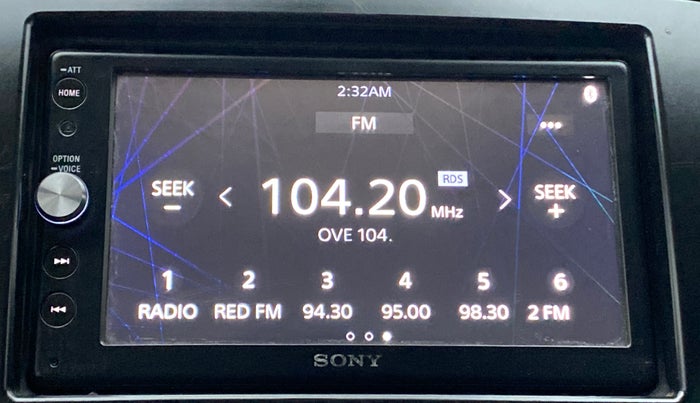 –ATT
HOME
OPTION
–VOICE
2:32AM
FM
•••
SEEK –
< 104.20 MHz >
RDS
SEEK +
OVE 104.
1 2 3 4 5 6
RADIO RED FM 94.30 95.00 98.30 2 FM
SONY